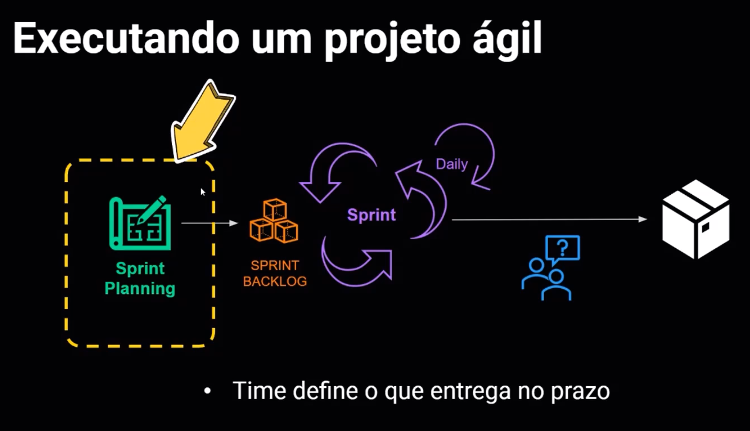 Executando um projeto ágil
Daily
Sprint
Sprint
Planning
SPRINT
BACKLOG
?
• Time define o que entrega no prazo